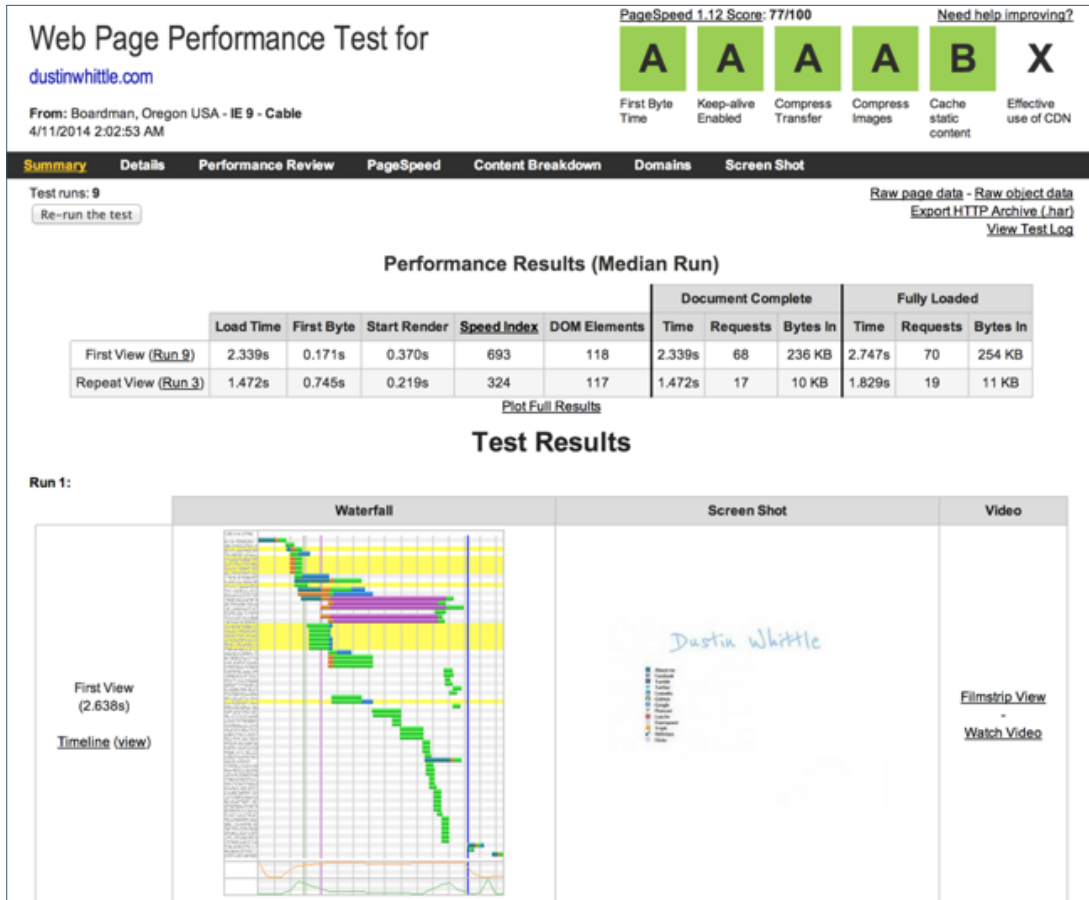 PageSpeed 1.12 Score: 77/100 Need help improving?
Web Page Performance Test for
dustinwhittle.com
From: Boardman, Oregon USA - IE 9 - Cable
4/11/2014 2:02:53 AM
A A A A B X
First Byte Time
Keep-alive Enabled
Compress Transfer
Compress Images
Cache static content
Effective use of CDN
Summary Details Performance Review PageSpeed Content Breakdown Domains Screen Shot
Test runs: 9
Re-run the test
Raw page data - Raw object data
Export HTTP Archive (.har)
View Test Log
Performance Results (Median Run)
Document Complete Fully Loaded
Load Time First Byte Start Render Speed Index DOM Elements Time Requests Bytes In Time Requests Bytes In
First View (Run 9) 2.339s 0.171s 0.370s 693 118 2.339s 68 236 KB 2.747s 70 254 KB
Repeat View (Run 3) 1.472s 0.745s 0.219s 324 117 1.472s 17 10 KB 1.829s 19 11 KB
Plot Full Results
Test Results
Run 1:
Waterfall Screen Shot Video
First View
(2.638s)
Timeline (view)
Dustin Whittle
Filmstrip View
-
Watch Video